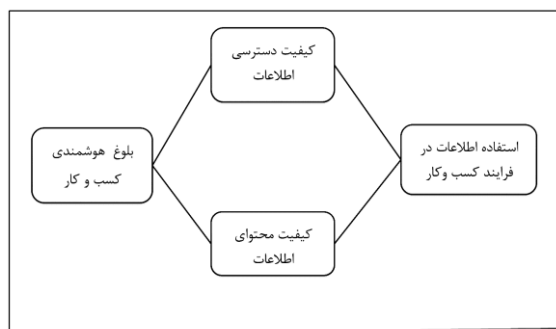 کیفیت دسترسی
اطلاعات
استفاده اطلاعات در
فرایند کسب وکار
بلوغ هوشمندی
کسب و کار
کیفیت محتوای
اطلاعات